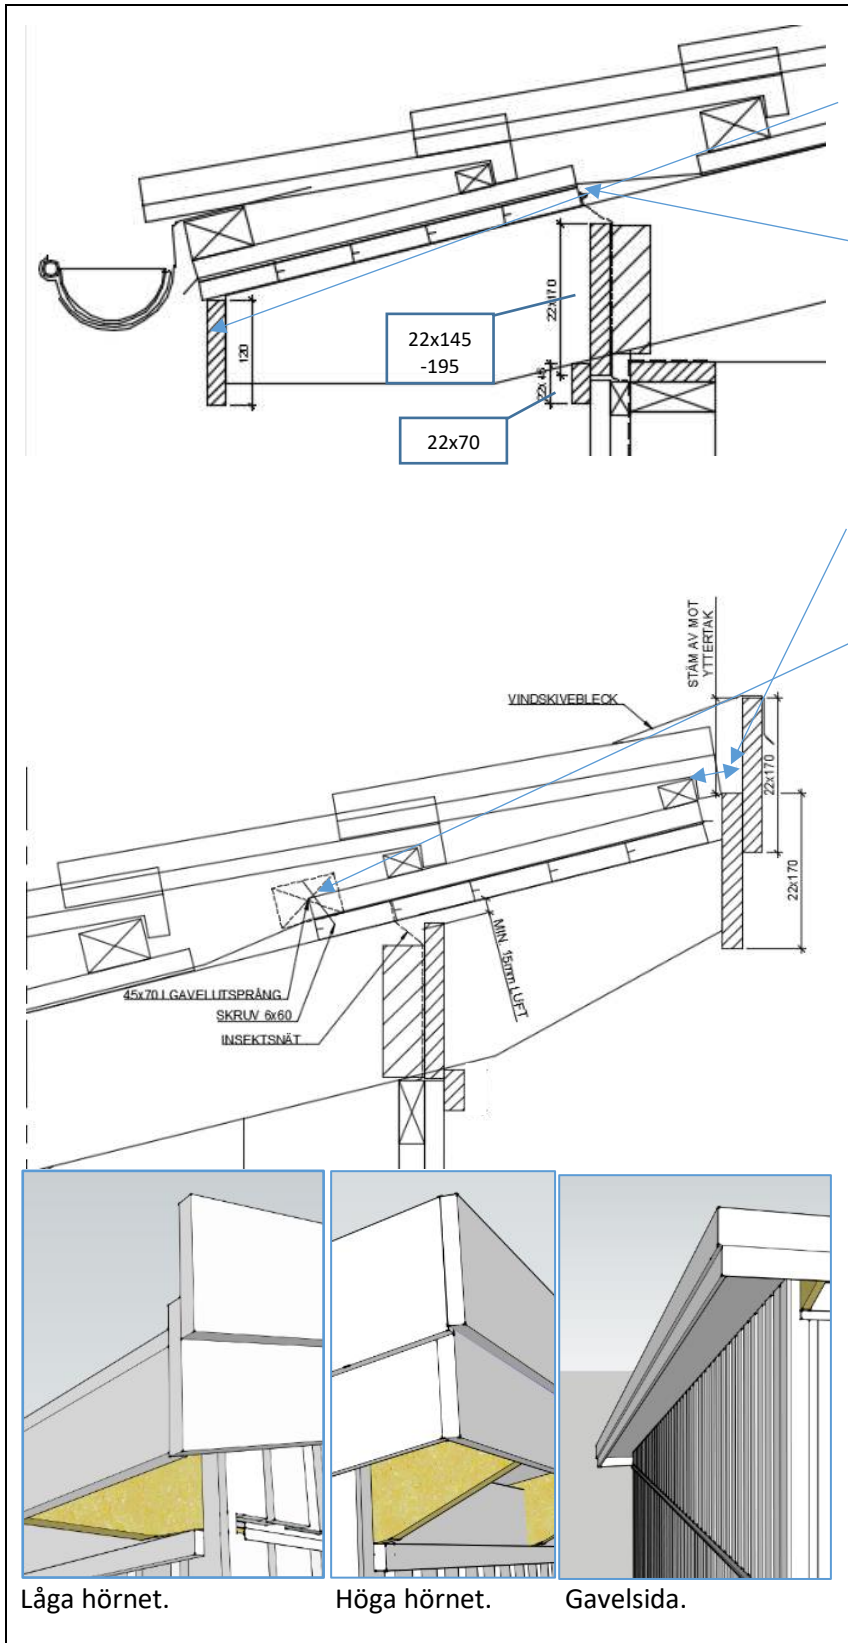 22x170
22x145
-195
120
22x45
22x70
STÄM AV MOT
YTTERTAK
VINDSKIVEBLECK
22x170
22x170
MIN. 15mm LUFT
45x70 I GAVELUTSPRÅNG
SKRUV 6x60
INSEKTSNÄT
Låga hörnet.
Höga hörnet.
Gavelsida.